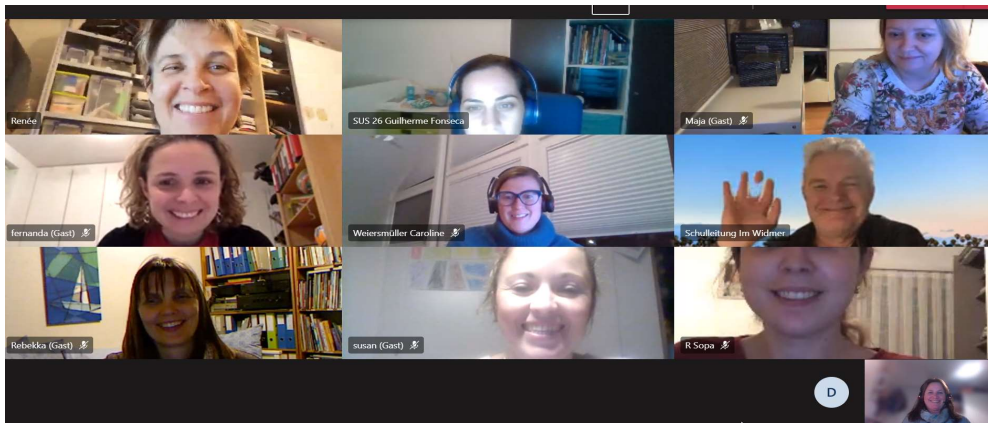 Renée
SUS 26 Guilherme Fonseca
Maja (Gast)
fernanda (Gast)
Weiersmüller Caroline
Schulleitung Im Widmer
Rebekka (Gast)
susan (Gast)
R Sopa
D